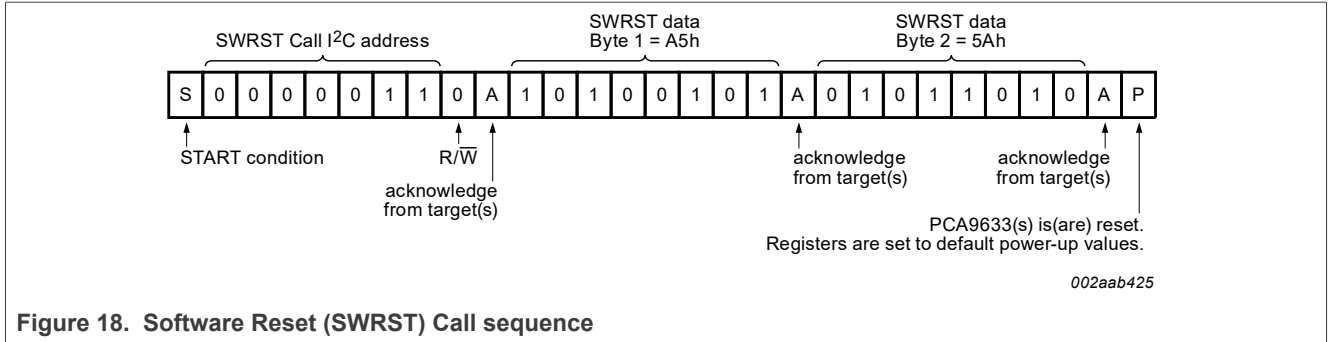 SWRST Call I2C address
SWRST data
Byte 1 = A5h
SWRST data
Byte 2 = 5Ah
S 0 0 0 0 0 1 1 0 A 1 0 1 0 0 1 0 1 A 0 1 0 1 1 0 1 0 A P
START condition
R/W̅
acknowledge
from target(s)
acknowledge
from target(s)
acknowledge
from target(s)
PCA9633(s) is(are) reset.
Registers are set to default power-up values.
002aab425
Figure 18. Software Reset (SWRST) Call sequence